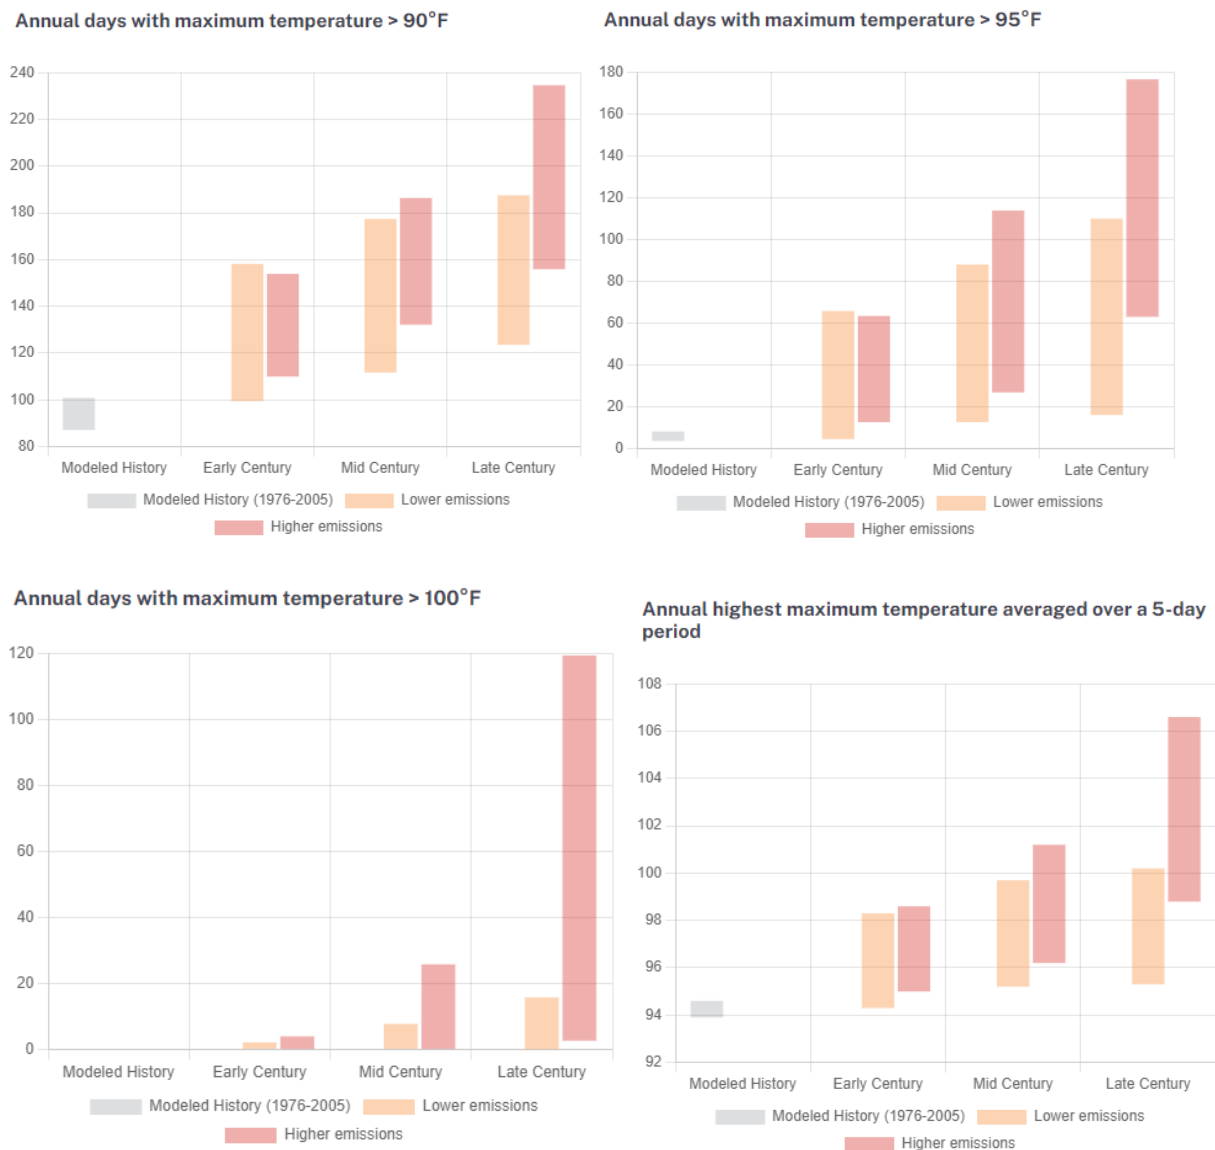 Annual days with maximum temperature > 90°F
240
220
200
180
160
140
120
100
80
Modeled History Early Century Mid Century Late Century
Modeled History (1976-2005) Lower emissions
Higher emissions
Annual days with maximum temperature > 95°F
180
160
140
120
100
80
60
40
20
0
Modeled History Early Century Mid Century Late Century
Modeled History (1976-2005) Lower emissions
Higher emissions
Annual days with maximum temperature > 100°F
120
100
80
60
40
20
0
Modeled History Early Century Mid Century Late Century
Modeled History (1976-2005) Lower emissions
Higher emissions
Annual highest maximum temperature averaged over a 5-day
period
108
106
104
102
100
98
96
94
92
Modeled History Early Century Mid Century Late Century
Modeled History (1976-2005) Lower emissions
Higher emissions